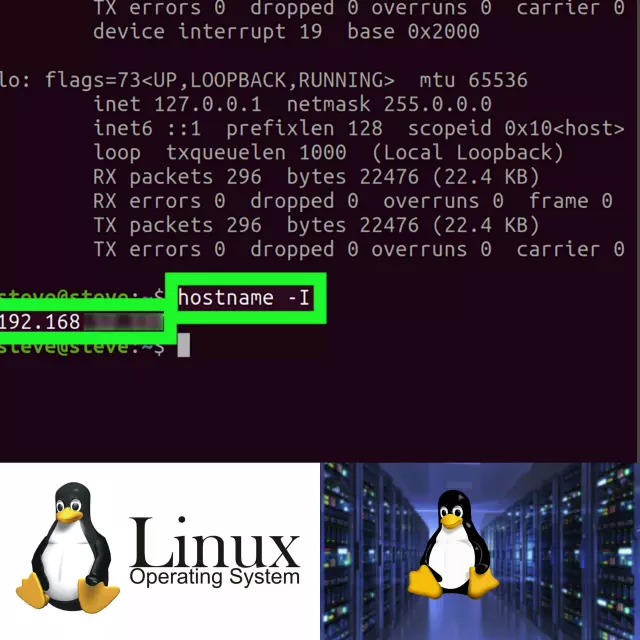 TX errors 0  dropped 0 overruns 0  carrier 0
device interrupt 19  base 0x2000
lo: flags=73<UP,LOOPBACK,RUNNING>  mtu 65536
inet 127.0.0.1  netmask 255.0.0.0
inet6 ::1  prefixlen 128  scopeid 0x10<host>
loop  txqueuelen 1000  (Local Loopback)
RX packets 296  bytes 22476 (22.4 KB)
RX errors 0  dropped 0  overruns 0  frame 0
TX packets 296  bytes 22476 (22.4 KB)
TX errors 0  dropped 0 overruns 0  carrier 0
steve@steve:~$ hostname -I
192.168
steve@steve:~$
Linux
Operating System